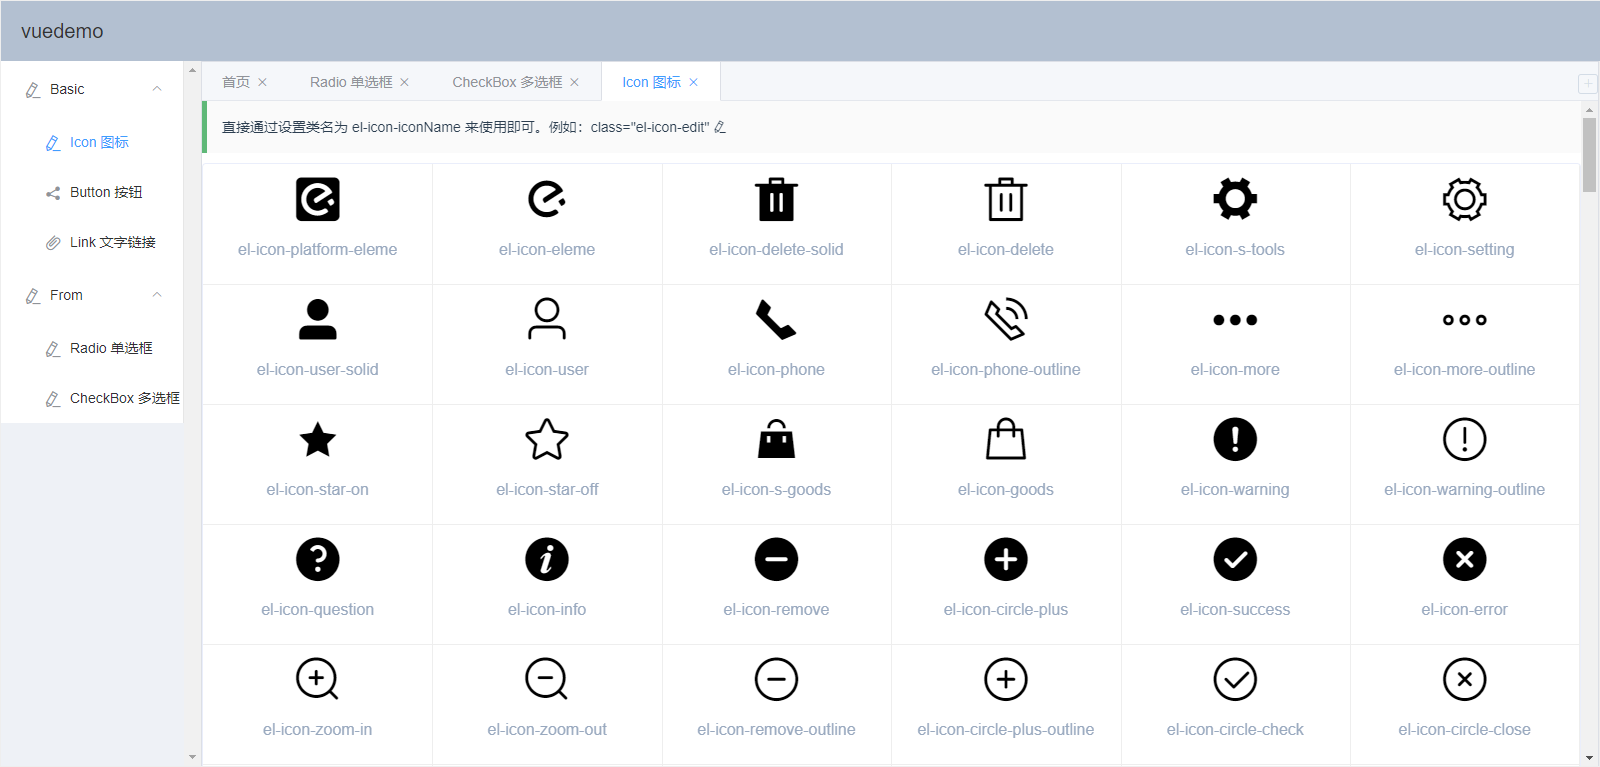 vuedemo
Basic
Icon 图标
Button 按钮
Link 文字链接
From
Radio 单选框
CheckBox 多选框
首页 Radio 单选框 CheckBox 多选框 Icon 图标
直接通过设置类名为 el-icon-iconName 来使用即可。例如：class="el-icon-edit"
el-icon-platform-eleme el-icon-eleme el-icon-delete-solid el-icon-delete el-icon-s-tools el-icon-setting
el-icon-user-solid el-icon-user el-icon-phone el-icon-phone-outline el-icon-more el-icon-more-outline
el-icon-star-on el-icon-star-off el-icon-s-goods el-icon-goods el-icon-warning el-icon-warning-outline
el-icon-question el-icon-info el-icon-remove el-icon-circle-plus el-icon-success el-icon-error
el-icon-zoom-in el-icon-zoom-out el-icon-remove-outline el-icon-circle-plus-outline el-icon-circle-check el-icon-circle-close